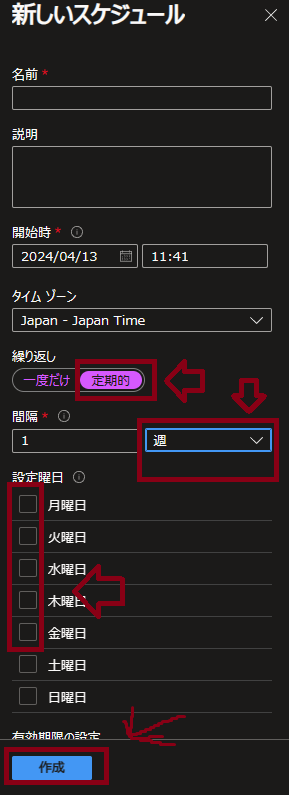 新しいスケジュール
名前 *
説明
開始時 *
2024/04/13 11:41
タイム ゾーン
Japan - Japan Time
繰り返し
一度だけ 定期的
間隔 *
1 週
設定曜日
月曜日
火曜日
水曜日
木曜日
金曜日
土曜日
日曜日
有効期限の設定
作成